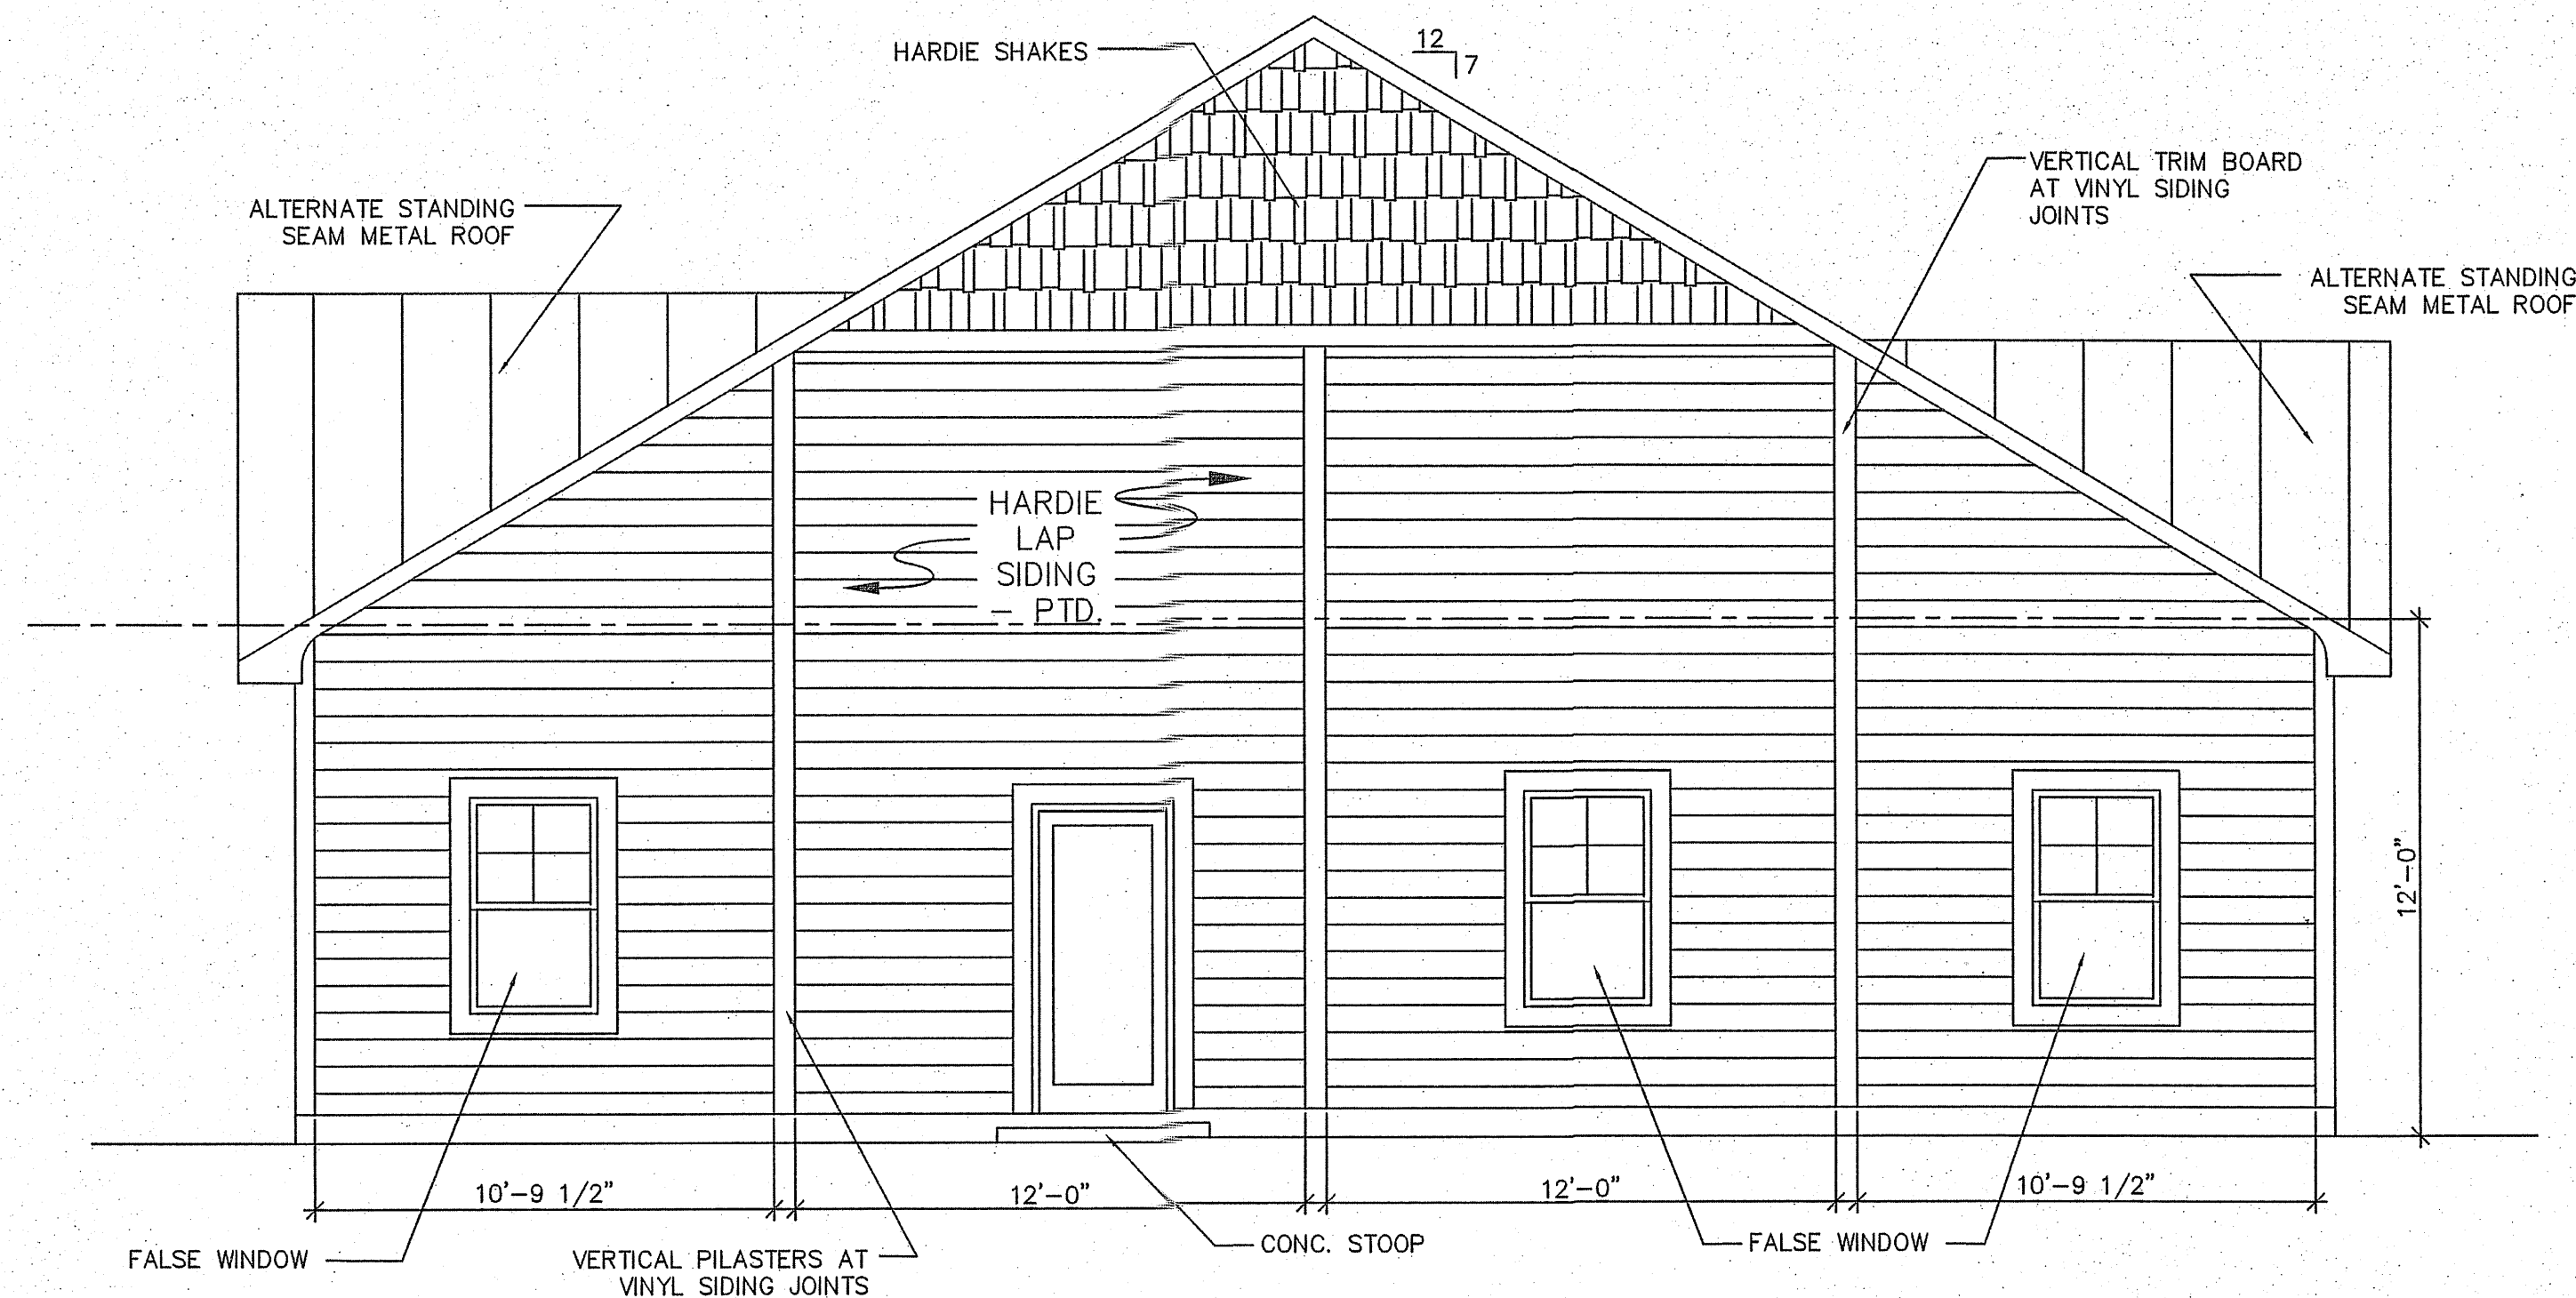 HARDIE SHAKES
12
7
VERTICAL TRIM BOARD
AT VINYL SIDING
JOINTS
ALTERNATE STANDING
SEAM METAL ROOF
ALTERNATE STANDING
SEAM METAL ROOF
HARDIE
LAP
SIDING
– PTD.
12'–0"
10'–9 1/2"
12'–0"
12'–0"
10'–9 1/2"
FALSE WINDOW
VERTICAL PILASTERS AT
VINYL SIDING JOINTS
CONC. STOOP
FALSE WINDOW